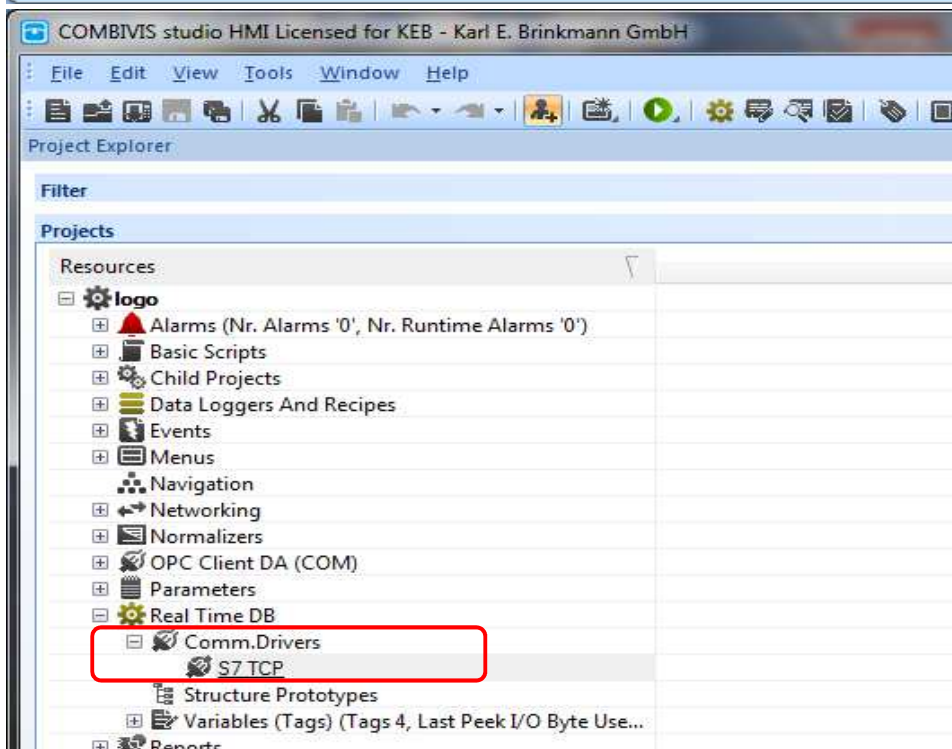 COMBIVIS studio HMI Licensed for KEB - Karl E. Brinkmann GmbH
File Edit View Tools Window Help
Project Explorer
Filter
Projects
Resources
logo
Alarms (Nr. Alarms '0', Nr. Runtime Alarms '0')
Basic Scripts
Child Projects
Data Loggers And Recipes
Events
Menus
Navigation
Networking
Normalizers
OPC Client DA (COM)
Parameters
Real Time DB
Comm.Drivers
S7 TCP
Structure Prototypes
Variables (Tags) (Tags 4, Last Peek I/O Byte Use...
Reports